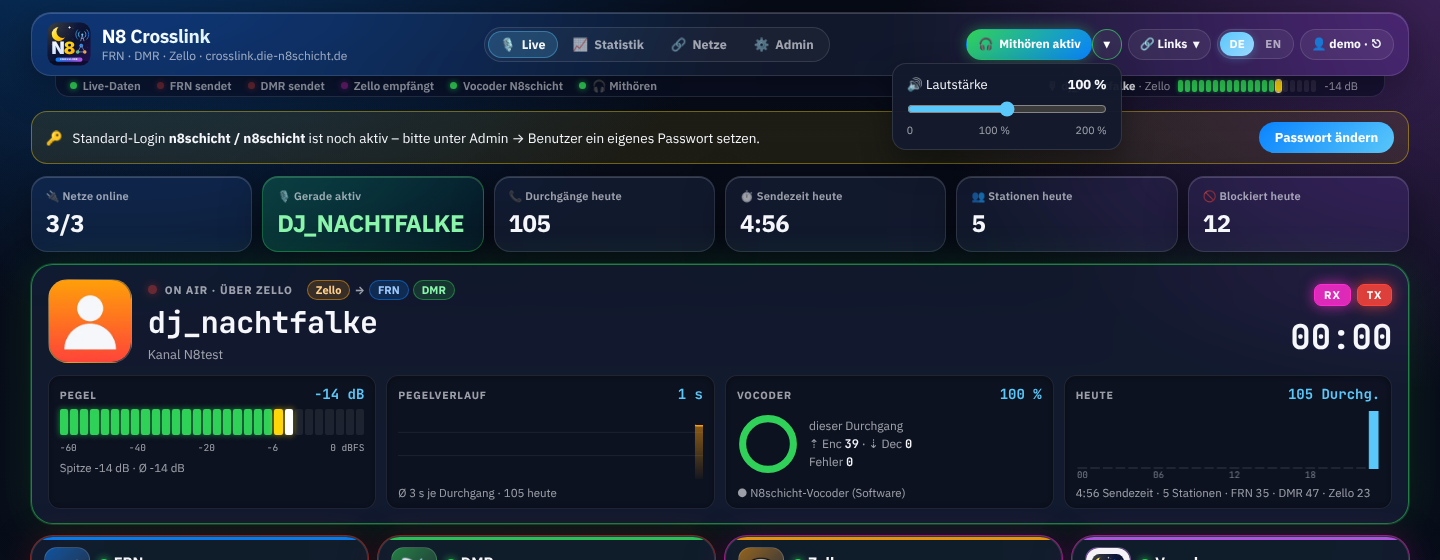 N8 Crosslink
FRN · DMR · Zello · crosslink.die-n8schicht.de
Live Statistik Netze Admin
Mithören aktiv ▾ Links ▾ DE EN demo ·
Live-Daten FRN sendet DMR sendet Zello empfängt Vocoder N8schicht Mithören
· Zello -14 dB
Lautstärke 100 %
0 100 % 200 %
Standard-Login n8schicht / n8schicht ist noch aktiv – bitte unter Admin → Benutzer ein eigenes Passwort setzen.
Passwort ändern
Netze online
3/3
Gerade aktiv
DJ_NACHTFALKE
Durchgänge heute
105
Sendezeit heute
4:56
Stationen heute
5
Blockiert heute
12
ON AIR · ÜBER ZELLO Zello → FRN DMR
dj_nachtfalke
Kanal N8test
RX TX
00:00
PEGEL -14 dB
-60 -40 -20 -6 0 dBFS
Spitze -14 dB · Ø -14 dB
PEGELVERLAUF 1 s
Ø 3 s je Durchgang · 105 heute
VOCODER 100 %
dieser Durchgang
↑ Enc 39 · ↓ Dec 0
Fehler 0
N8schicht-Vocoder (Software)
HEUTE 105 Durchg.
00 06 12 18
4:56 Sendezeit · 5 Stationen · FRN 35 · DMR 47 · Zello 23